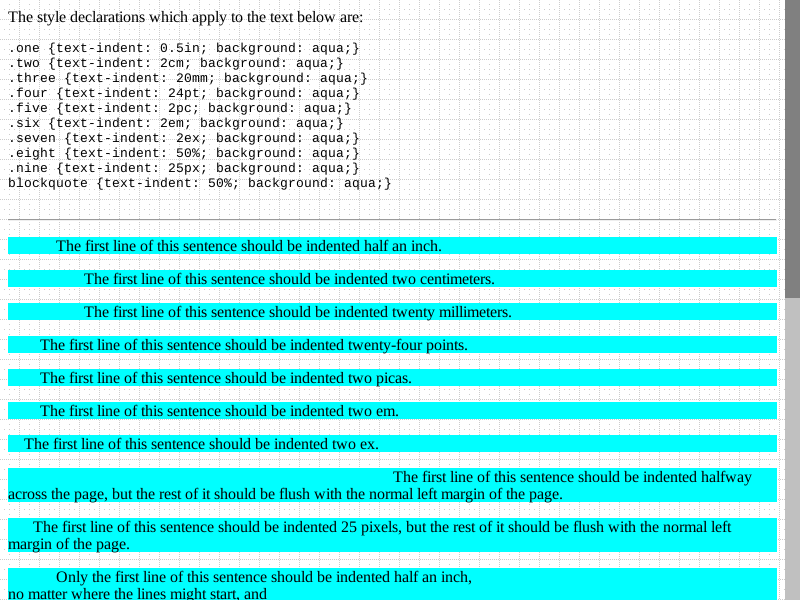 The style declarations which apply to the text below are:
.one {text-indent: 0.5in; background: aqua;}
.two {text-indent: 2cm; background: aqua;}
.three {text-indent: 20mm; background: aqua;}
.four {text-indent: 24pt; background: aqua;}
.five {text-indent: 2pc; background: aqua;}
.six {text-indent: 2em; background: aqua;}
.seven {text-indent: 2ex; background: aqua;}
.eight {text-indent: 50%; background: aqua;}
.nine {text-indent: 25px; background: aqua;}
blockquote {text-indent: 50%; background: aqua;}
The first line of this sentence should be indented half an inch.
The first line of this sentence should be indented two centimeters.
The first line of this sentence should be indented twenty millimeters.
The first line of this sentence should be indented twenty-four points.
The first line of this sentence should be indented two picas.
The first line of this sentence should be indented two em.
The first line of this sentence should be indented two ex.
The first line of this sentence should be indented halfway
across the page, but the rest of it should be flush with the normal left margin of the page.
The first line of this sentence should be indented 25 pixels, but the rest of it should be flush with the normal left
margin of the page.
Only the first line of this sentence should be indented half an inch,
no matter where the lines might start, and